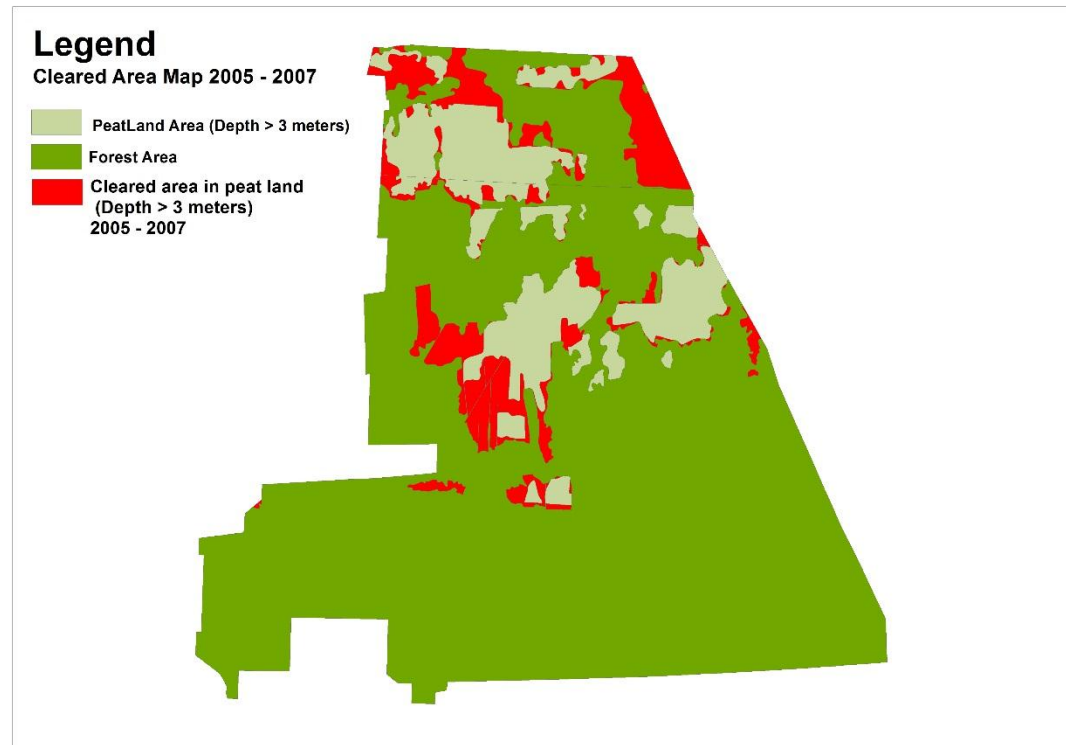 Legend
Cleared Area Map 2005 - 2007
PeatLand Area (Depth > 3 meters)
Forest Area
Cleared area in peat land
(Depth > 3 meters)
2005 - 2007